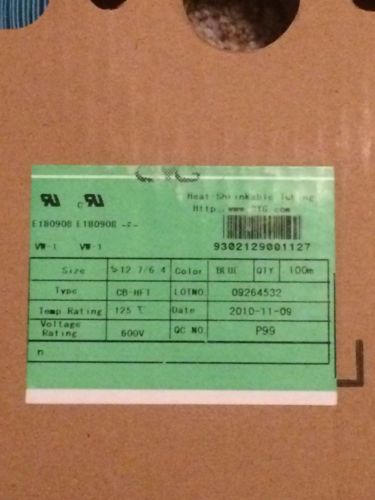 CYG
Heat-Shrinkable Tubing
Http: www.CYG.com
E180908 E180908 -F-
VW-1 VW-1
9302129001127
Size 12.7/6.4 Color BLUE QTY 100m
Type CB-HFT LOTNO 09264532
Temp Rating 125℃ Date 2010-11-09
Voltage Rating 600V QC NO. P99
n